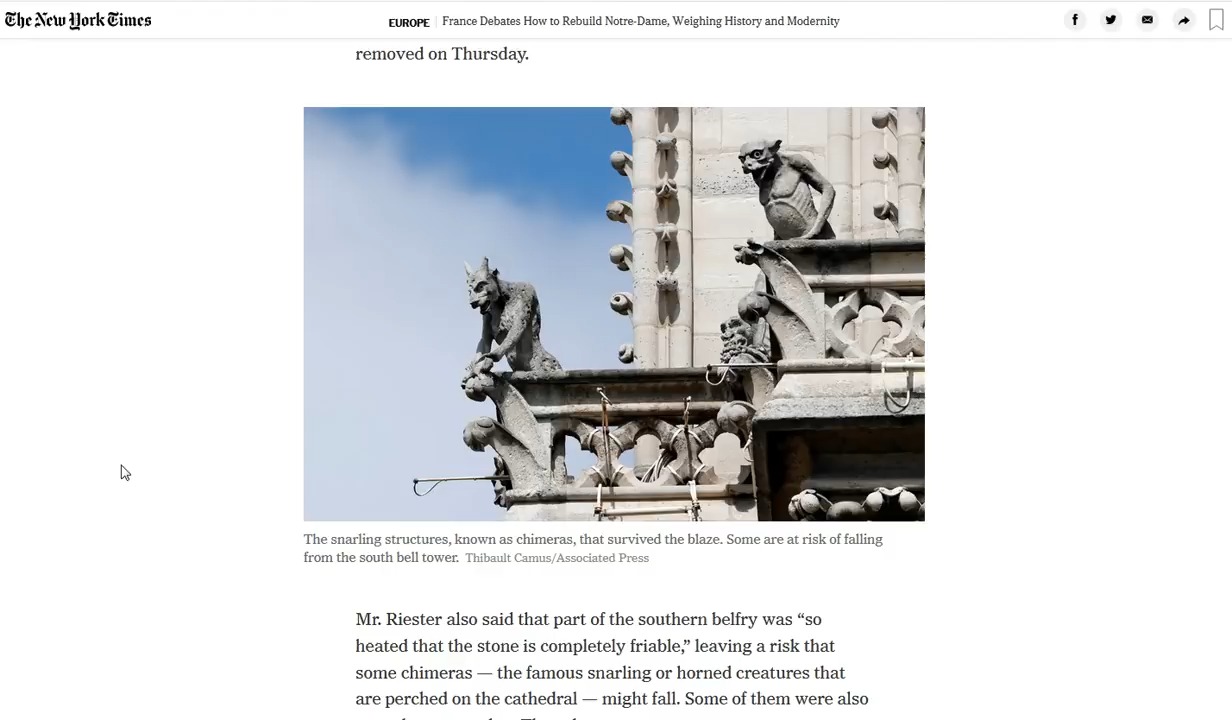 The New York Times
EUROPE | France Debates How to Rebuild Notre-Dame, Weighing History and Modernity
removed on Thursday.
The snarling structures, known as chimeras, that survived the blaze. Some are at risk of falling
from the south bell tower. Thibault Camus/Associated Press
Mr. Riester also said that part of the southern belfry was “so
heated that the stone is completely friable,” leaving a risk that
some chimeras — the famous snarling or horned creatures that
are perched on the cathedral — might fall. Some of them were also